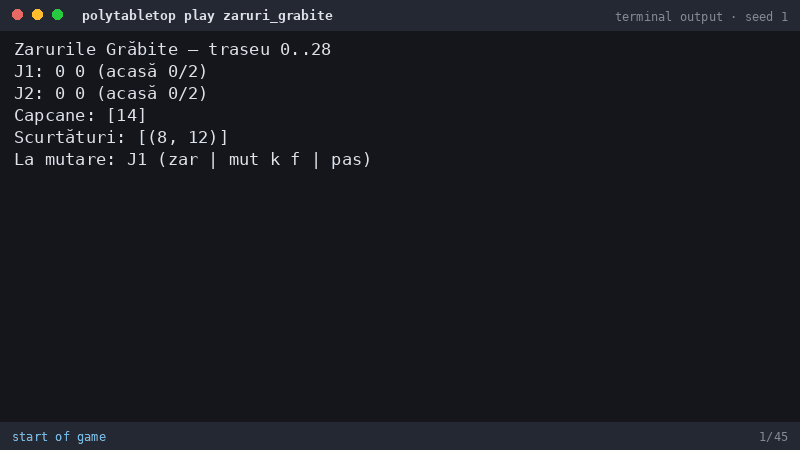 polytabletop play zaruri_grabite
terminal output · seed 1
Zarurile Grăbite — traseu 0..28
J1: 0 0 (acasă 0/2)
J2: 0 0 (acasă 0/2)
Capcane: [14]
Scurtături: [(8, 12)]
La mutare: J1 (zar | mut k f | pas)
start of game
1/45